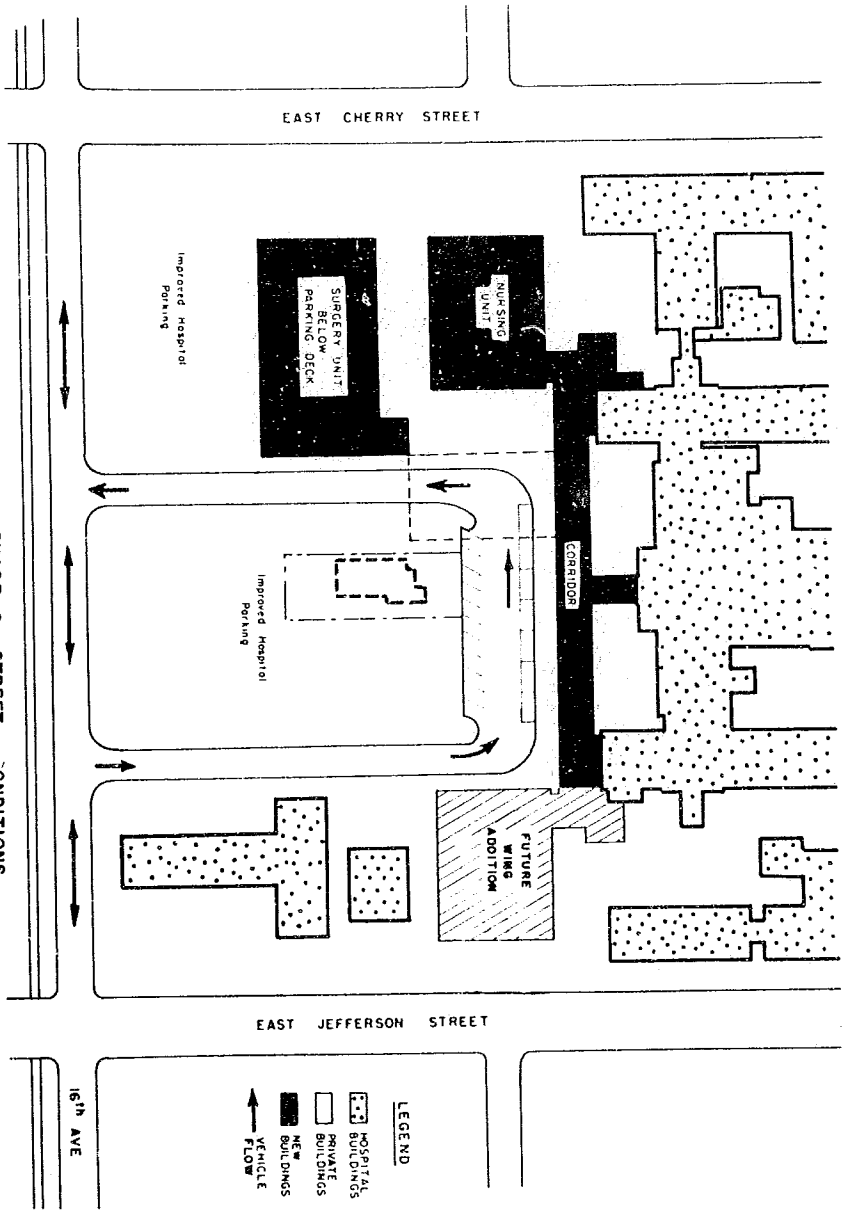 EAST CHERRY STREET
Improved Hospital
Parking
SURGERY UNIT
BELOW
PARKING DECK
NURSING
UNIT
CORRIDOR
Improved Hospital
Parking
FUTURE
WING
ADDITION
EAST JEFFERSON STREET
16th AVE
LEGEND
HOSPITAL
BUILDINGS
PRIVATE
BUILDINGS
NEW
BUILDINGS
VEHICLE
FLOW